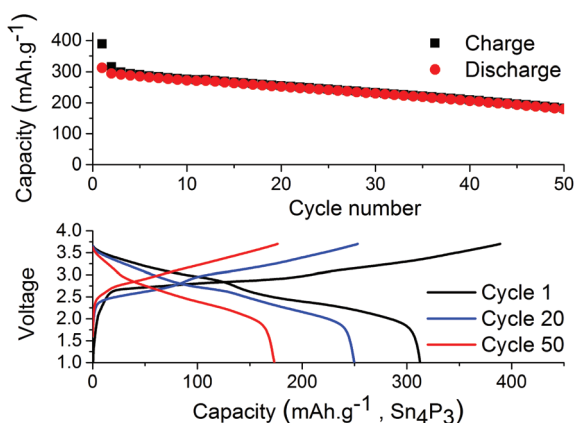 Capacity (mAh.g⁻¹)
400
300
200
100
0
Charge
Discharge
0 10 20 30 40 50
Cycle number
Voltage
4.0
3.5
3.0
2.5
2.0
1.5
1.0
Cycle 1
Cycle 20
Cycle 50
0 100 200 300 400
Capacity (mAh.g⁻¹ , Sn₄P₃)